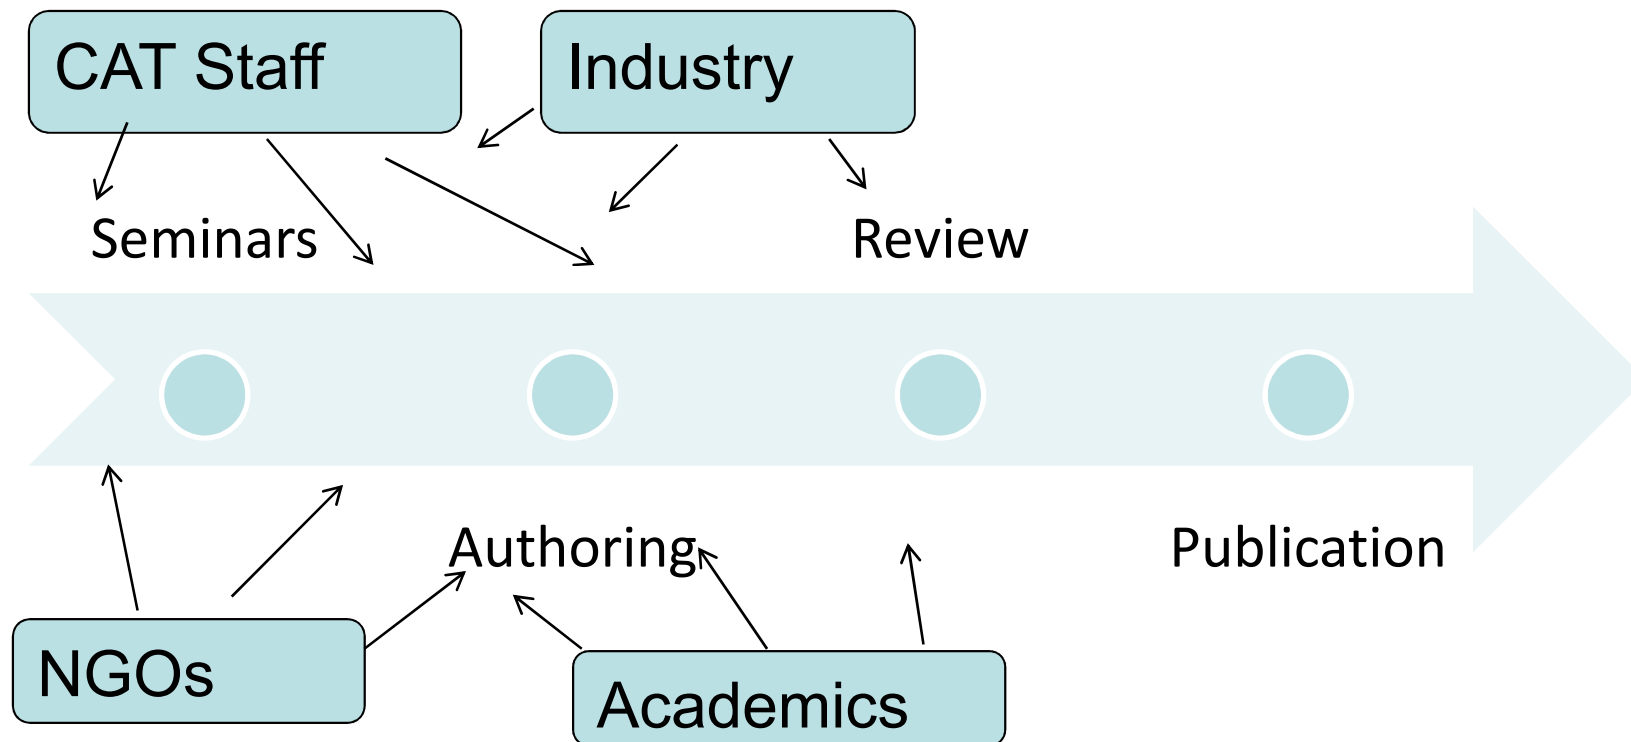 CAT Staff
Industry
Seminars
Review
Authoring
Publication
NGOs
Academics